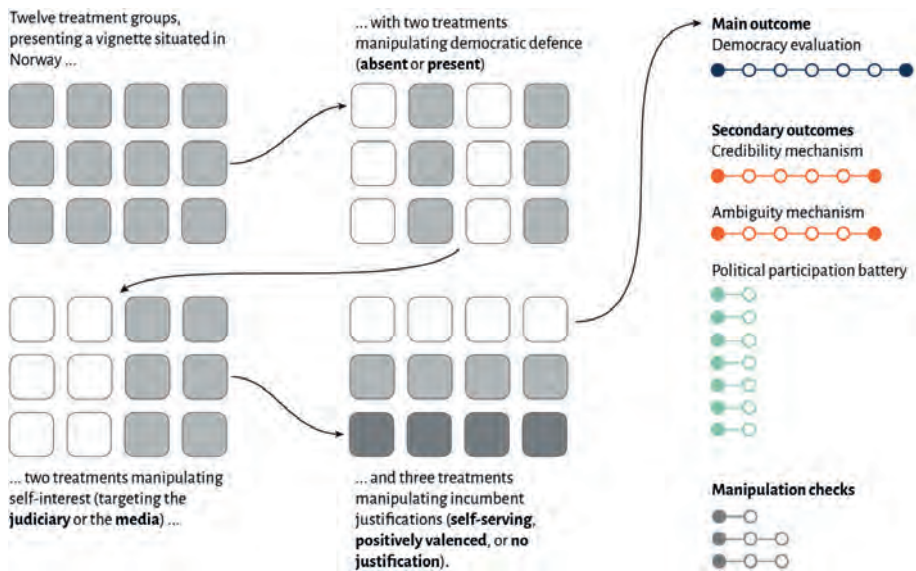 Twelve treatment groups,
presenting a vignette situated in
Norway ...
... with two treatments
manipulating democratic defence
(absent or present)
... two treatments manipulating
self-interest (targeting the
judiciary or the media) ...
... and three treatments
manipulating incumbent
justifications (self-serving,
positively valenced, or no
justification).
Main outcome
Democracy evaluation
Secondary outcomes
Credibility mechanism
Ambiguity mechanism
Political participation battery
Manipulation checks